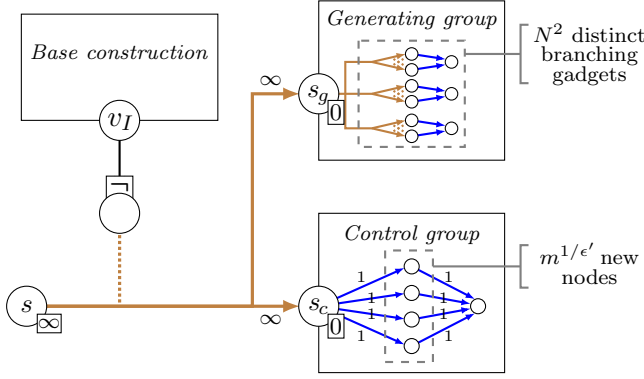 Base construction
v_I
s
∞
∞
∞
Generating group
s_g
0
N² distinct
branching
gadgets
Control group
s_c
0
1
1
1
1
1
1
1
1
m^{1/ϵ′} new
nodes